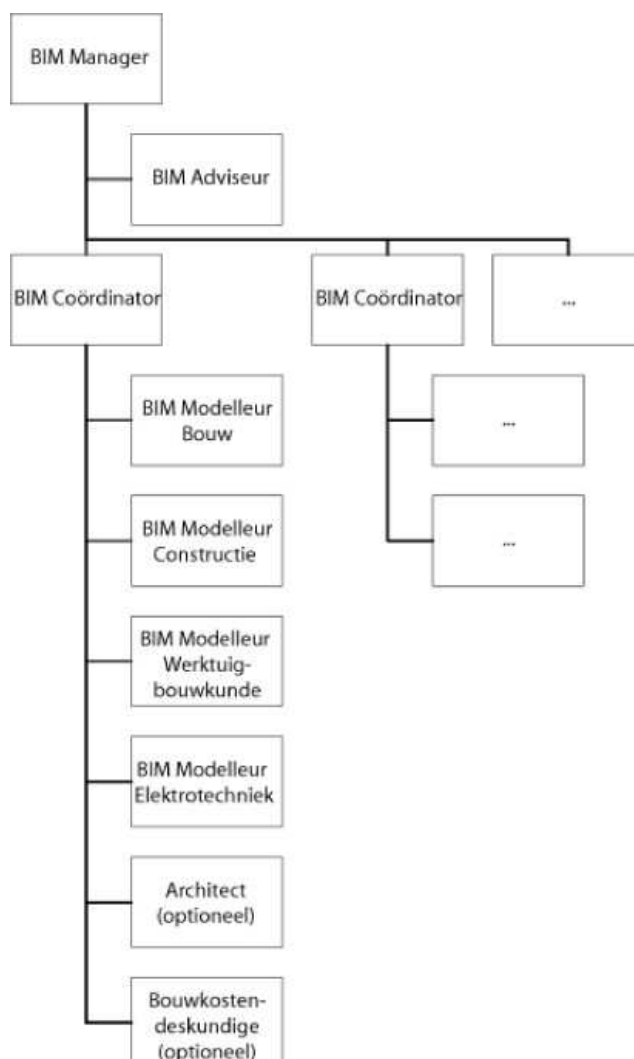 BIM Manager
BIM Adviseur
BIM Coördinator
BIM Coördinator
...
BIM Modelleur
Bouw
...
BIM Modelleur
Constructie
...
BIM Modelleur
Werktuig-
bouwkunde
BIM Modelleur
Elektrotechniek
Architect
(optioneel)
Bouwkosten-
deskundige
(optioneel)